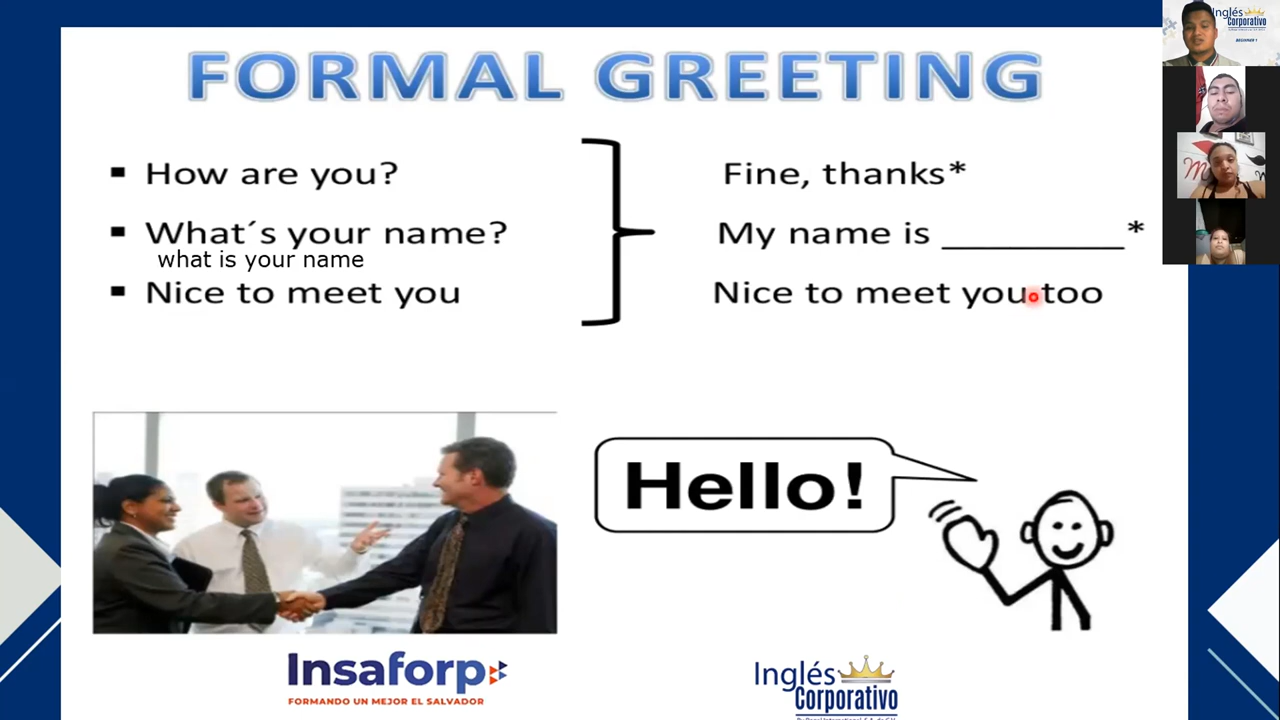 FORMAL GREETING
▪ How are you?
Fine, thanks*
▪ What´s your name?
My name is __________*
what is your name
▪ Nice to meet you
Nice to meet you too
Hello!
Insaforp
FORMANDO UN MEJOR EL SALVADOR
Inglés
Corporativo
Inglés
Corporativo
BEGINNER 1